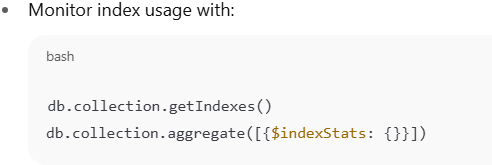 Monitor index usage with:
bash
db.collection.getIndexes()
db.collection.aggregate([{$indexStats: {}}])